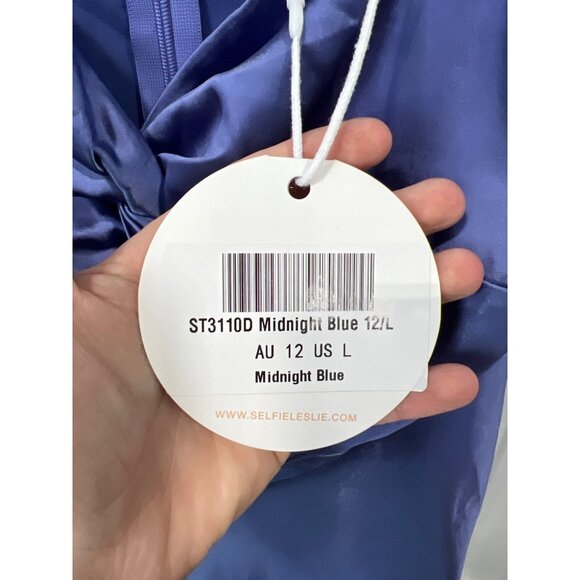 ST3110D Midnight Blue 12/L
AU 12 US L
Midnight Blue
WWW.SELFIELESLIE.COM